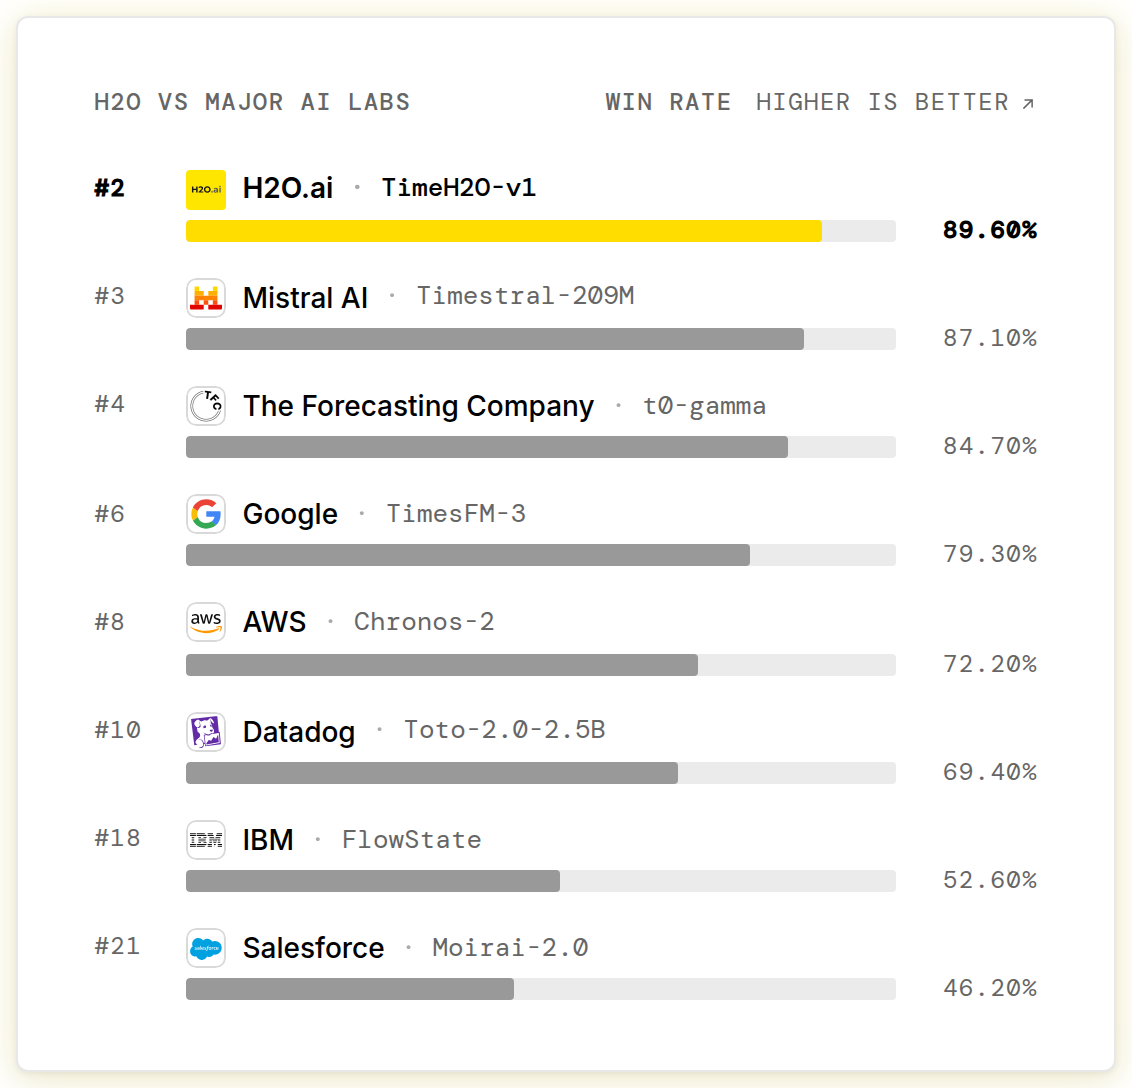 H2O VS MAJOR AI LABS WIN RATE HIGHER IS BETTER ↗
#2 H2O.ai H2O.ai · TimeH2O-v1
89.60%
#3 Mistral AI · Timestral-209M
87.10%
#4 TFC The Forecasting Company · t0-gamma
84.70%
#6 Google · TimesFM-3
79.30%
#8 aws AWS · Chronos-2
72.20%
#10 Datadog · Toto-2.0-2.5B
69.40%
#18 IBM IBM · FlowState
52.60%
#21 salesforce Salesforce · Moirai-2.0
46.20%